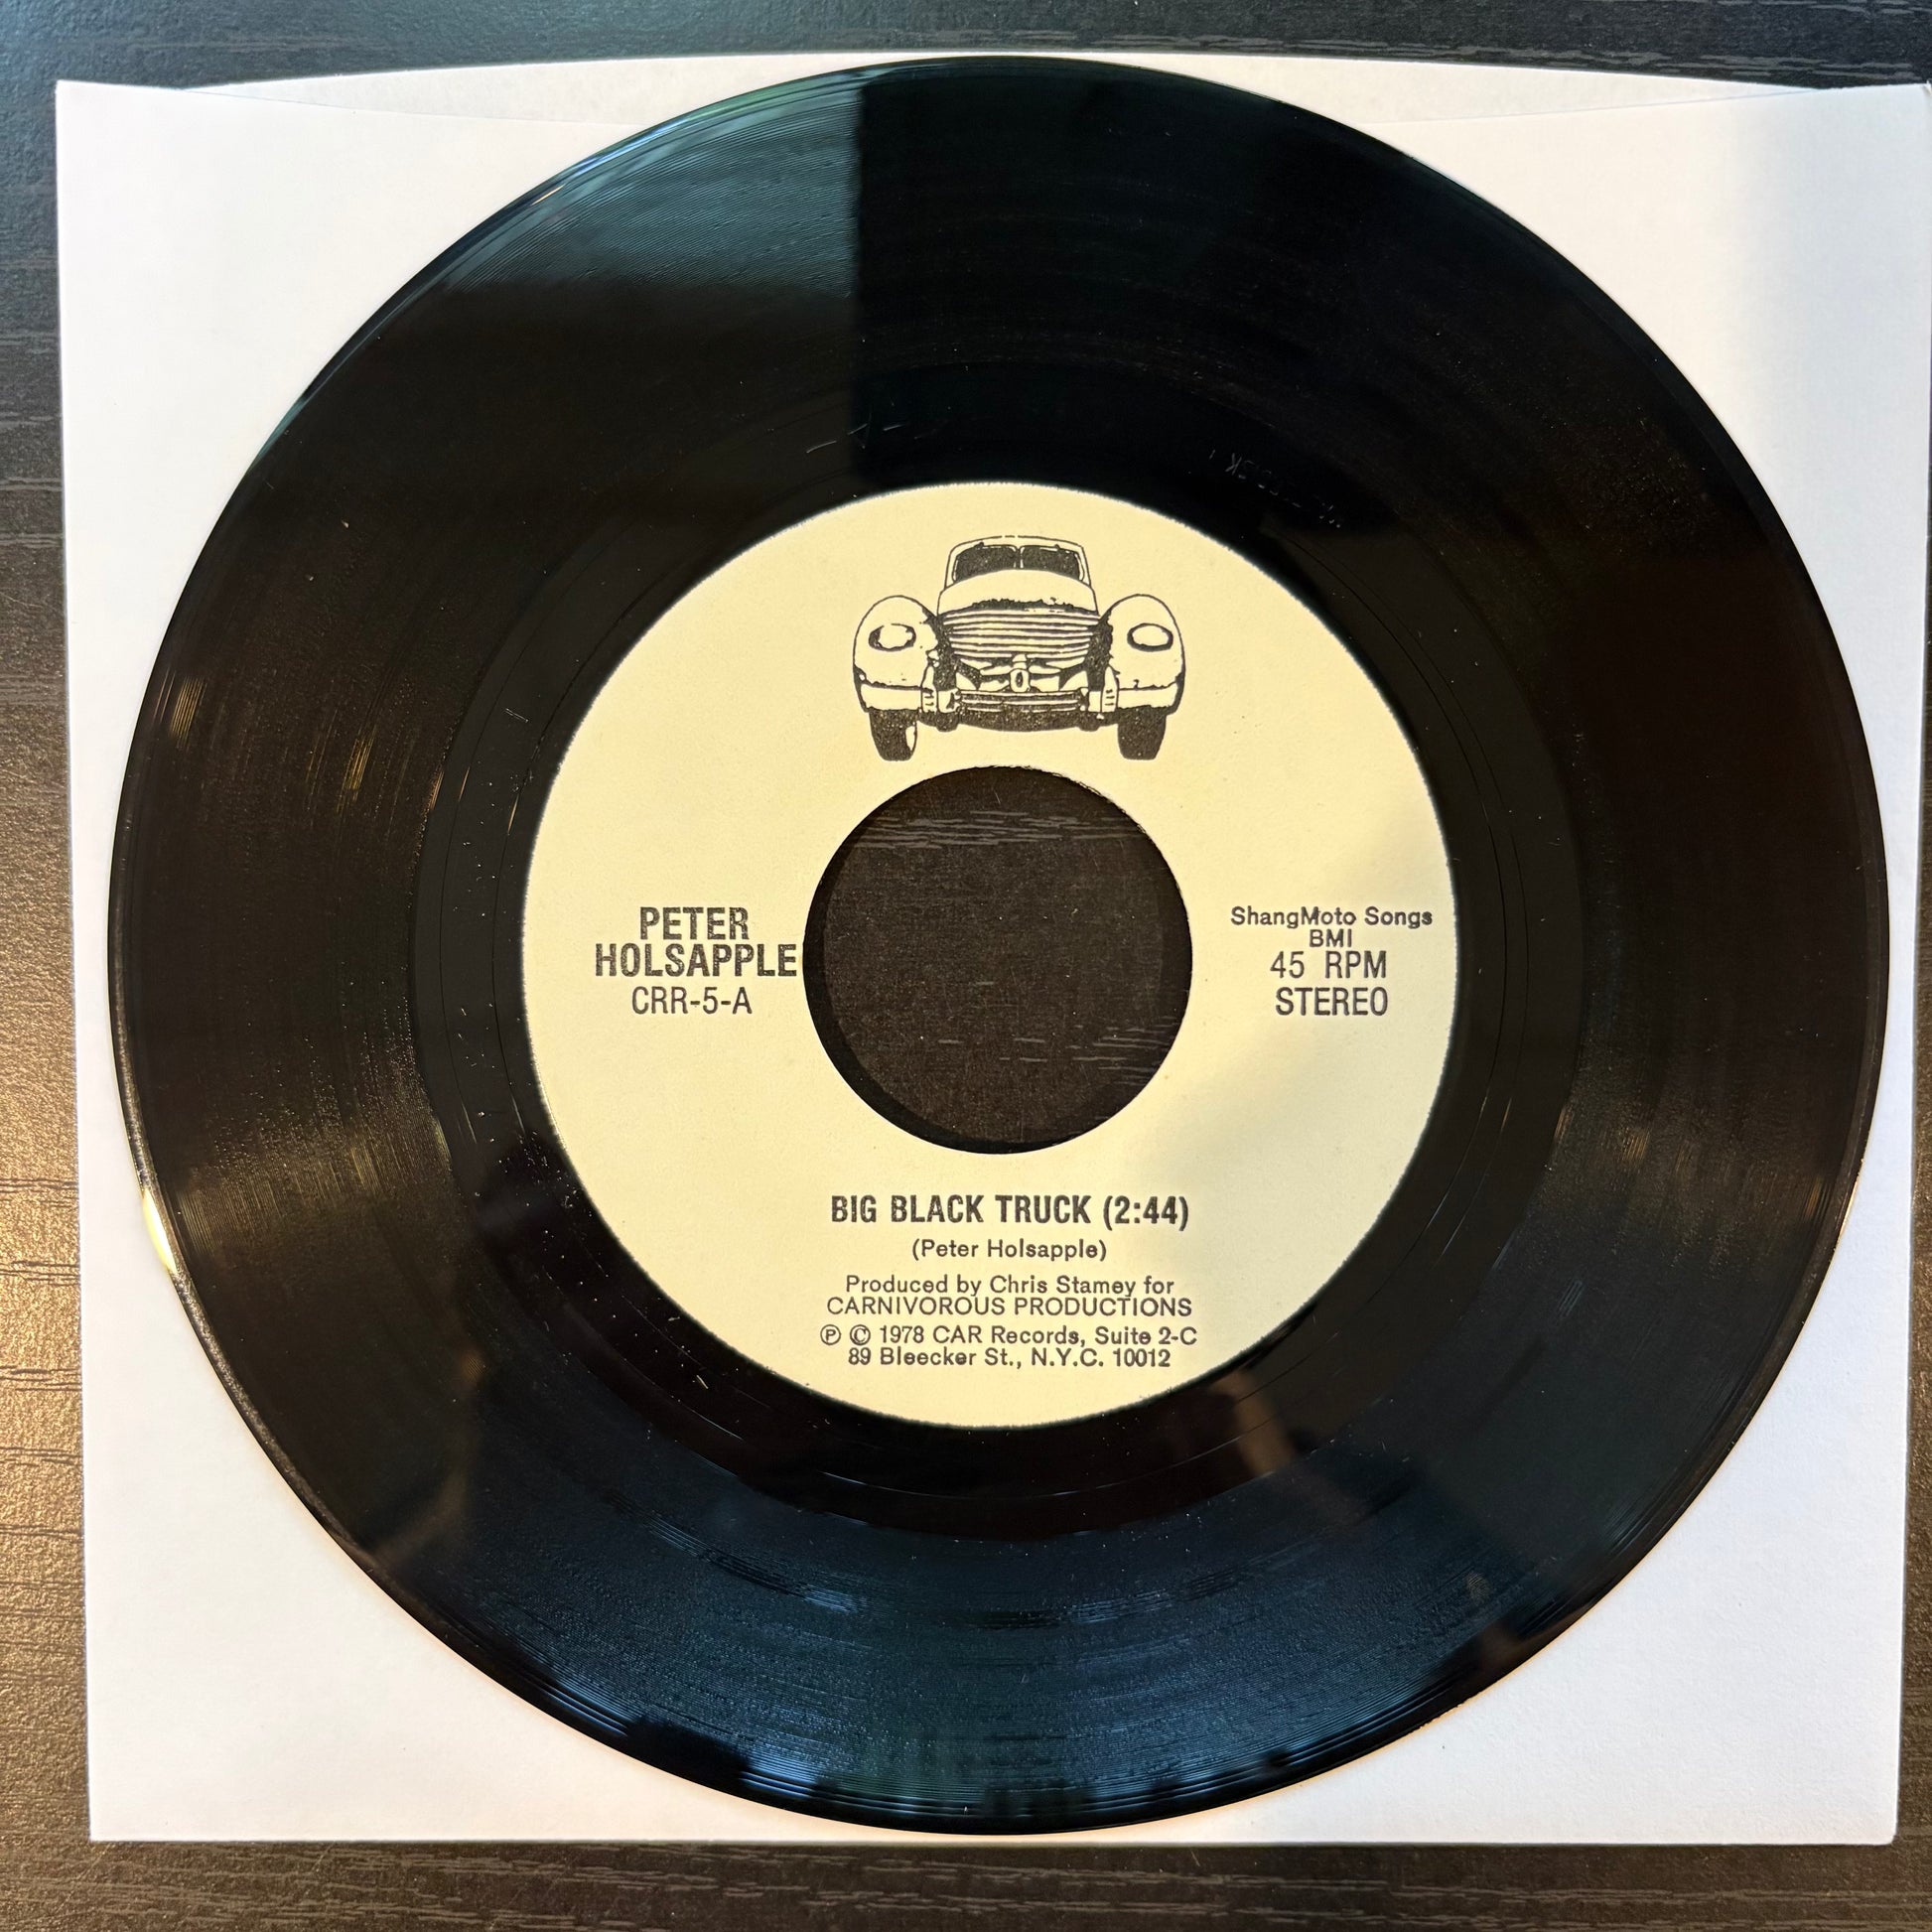 PETER
HOLSAPPLE
CRR-5-A
ShangMoto Songs
BMI
45 RPM
STEREO
BIG BLACK TRUCK (2:44)
(Peter Holsapple)
Produced by Chris Stamey for
CARNIVOROUS PRODUCTIONS
℗ © 1978 CAR Records, Suite 2-C
89 Bleecker St., N.Y.C. 10012